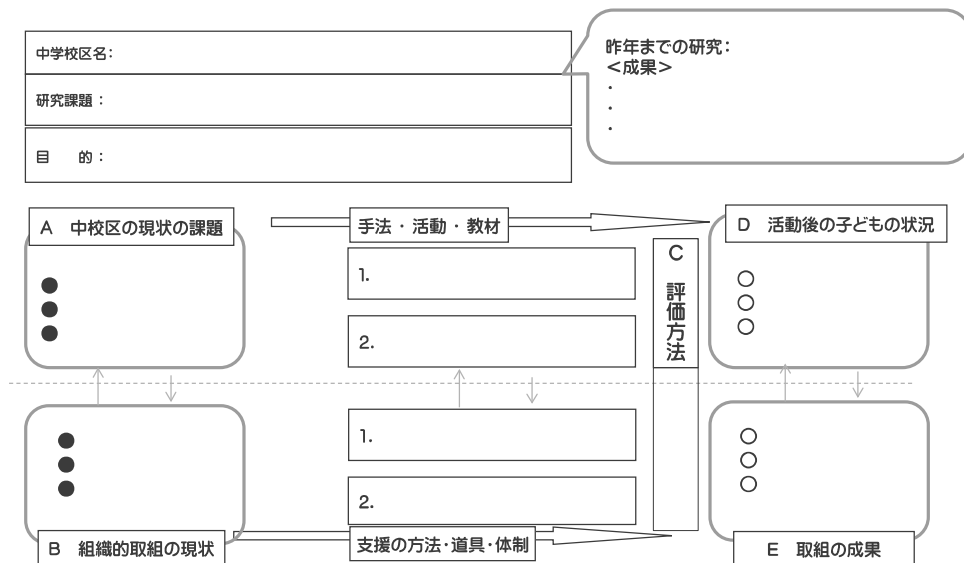 中学校区名：
研究課題：
目　　的：
昨年までの研究：
＜成果＞
・
・
・
A　中校区の現状の課題
手法・活動・教材
D　活動後の子どもの状況
●
●
●
1.
2.
C　評価方法
○
○
○
●
●
●
1.
2.
○
○
○
B　組織的取組の現状
支援の方法・道具・体制
E　取組の成果